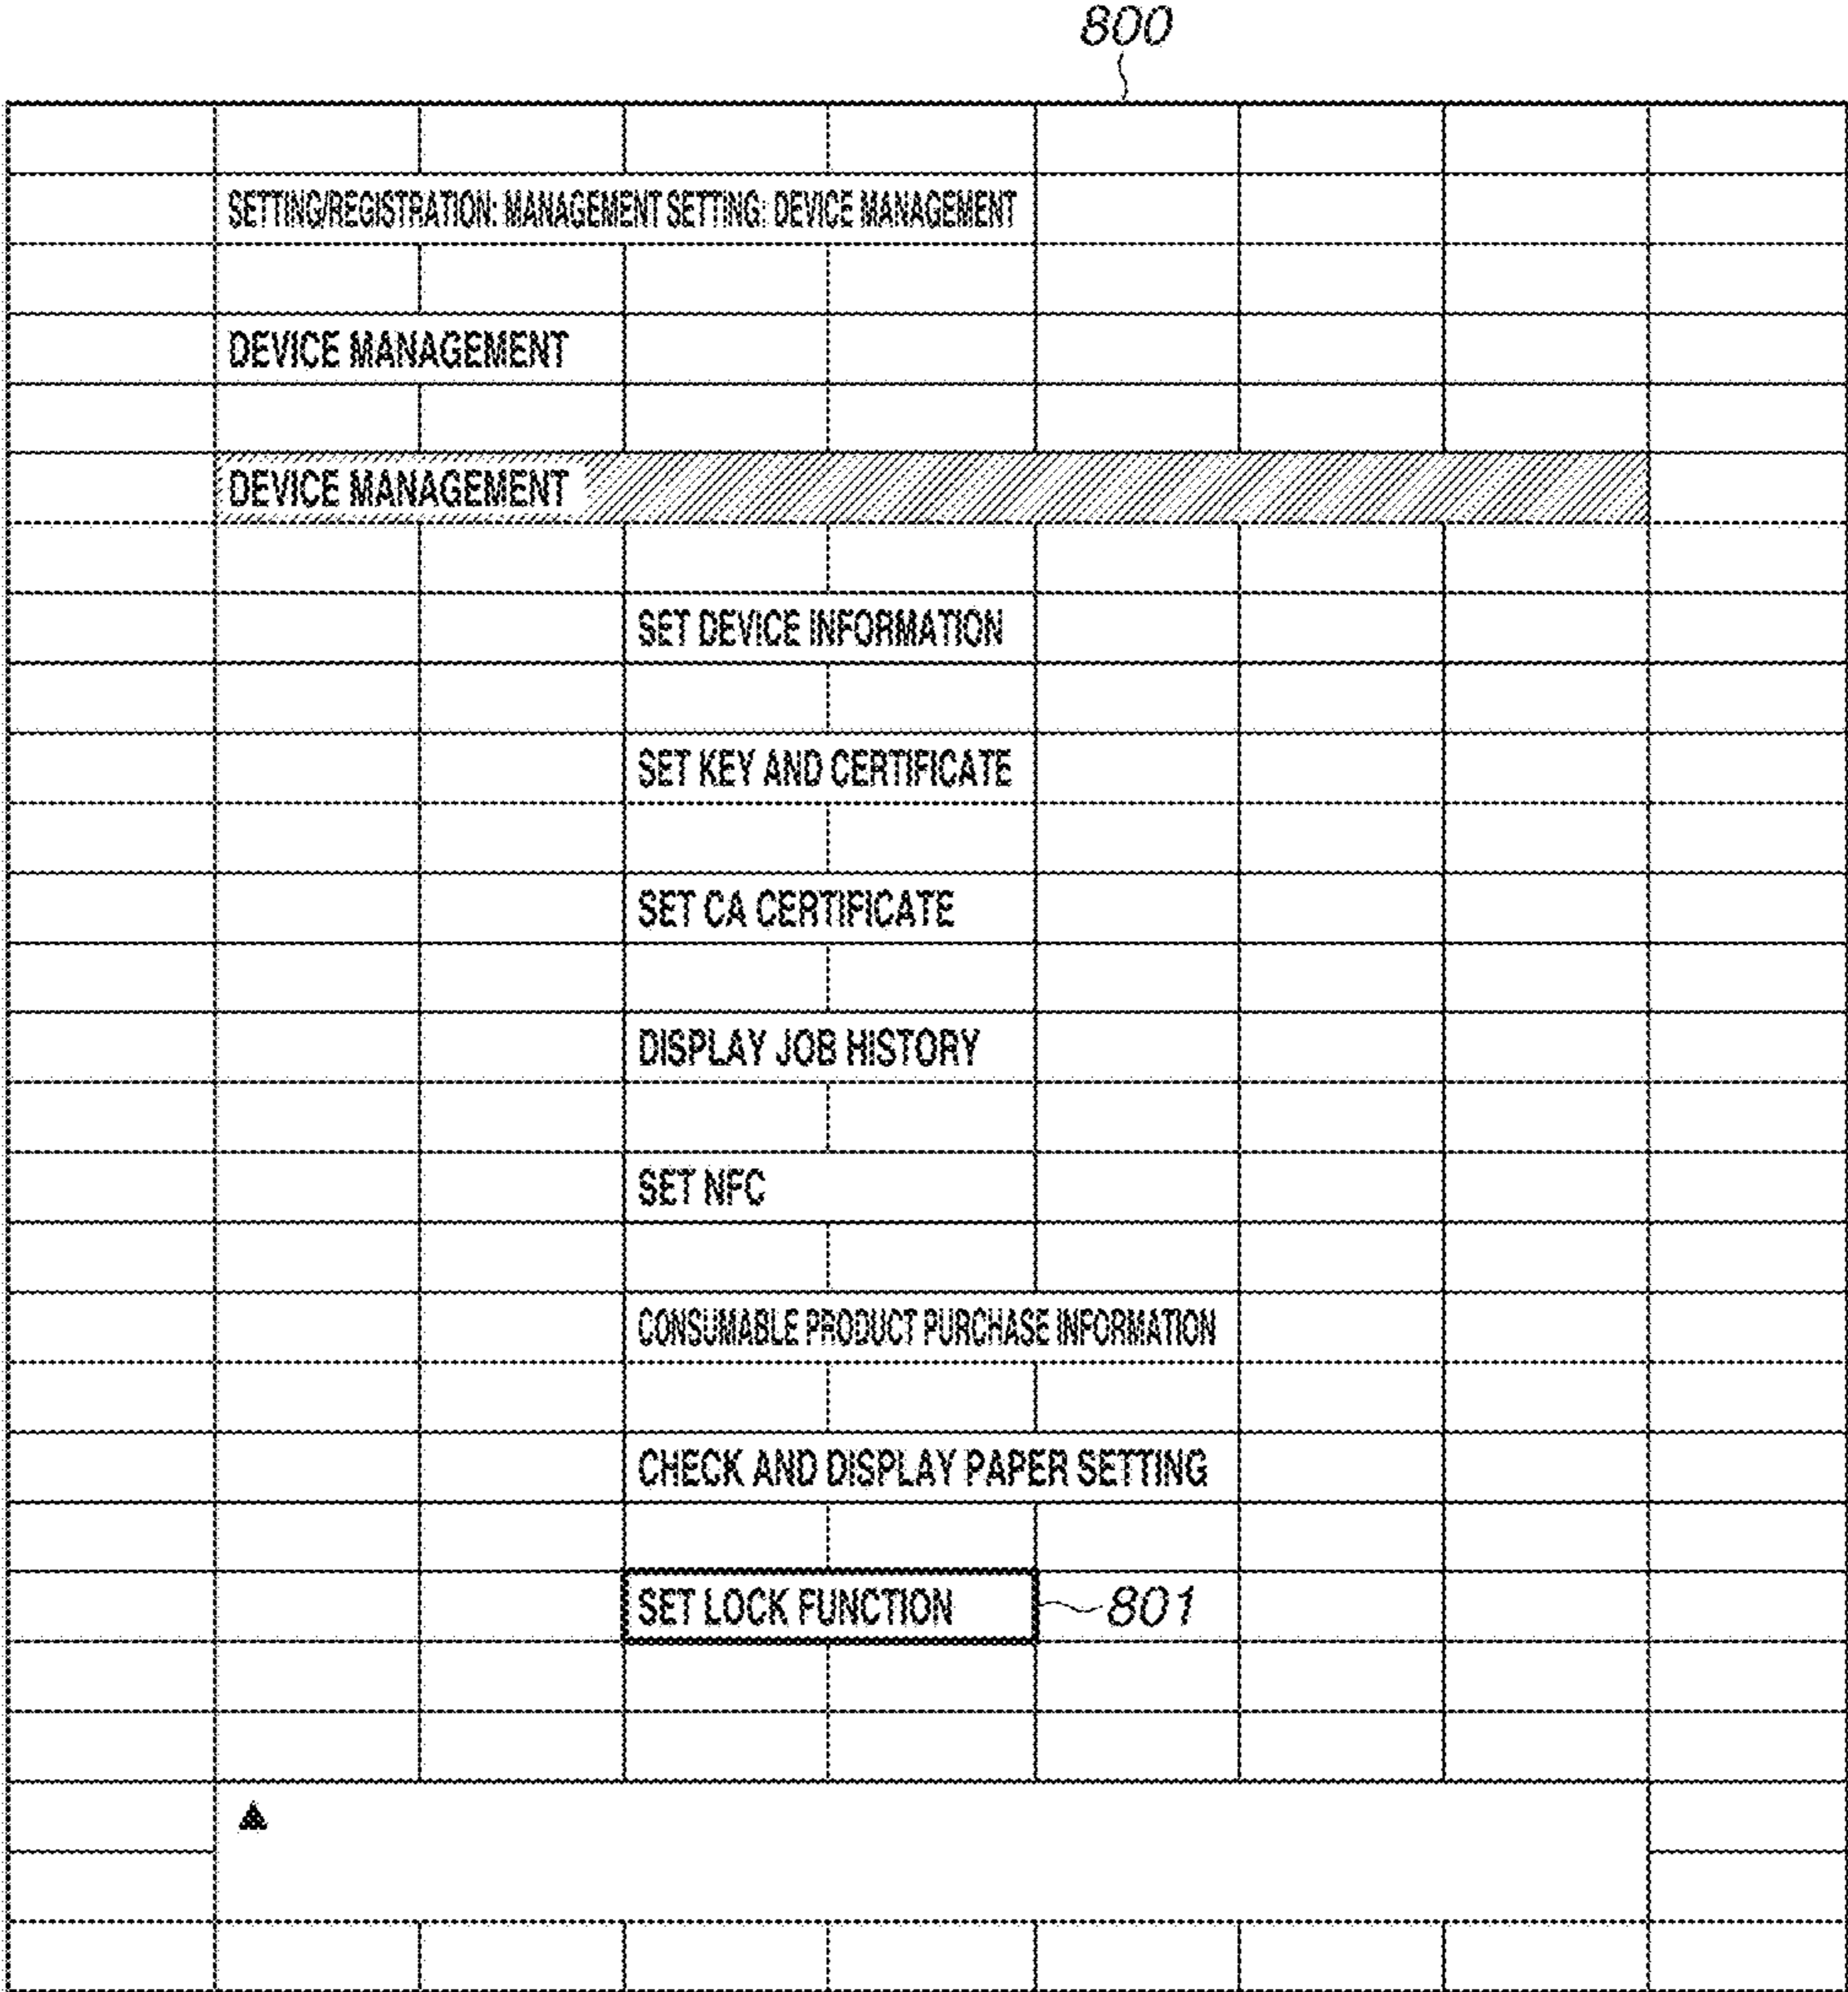 800
SETTING/REGISTRATION: MANAGEMENT SETTING: DEVICE MANAGEMENT
DEVICE MANAGEMENT
DEVICE MANAGEMENT
SET DEVICE INFORMATION
SET KEY AND CERTIFICATE
SET CA CERTIFICATE
DISPLAY JOB HISTORY
SET NFC
CONSUMABLE PRODUCT PURCHASE INFORMATION
CHECK AND DISPLAY PAPER SETTING
SET LOCK FUNCTION 801